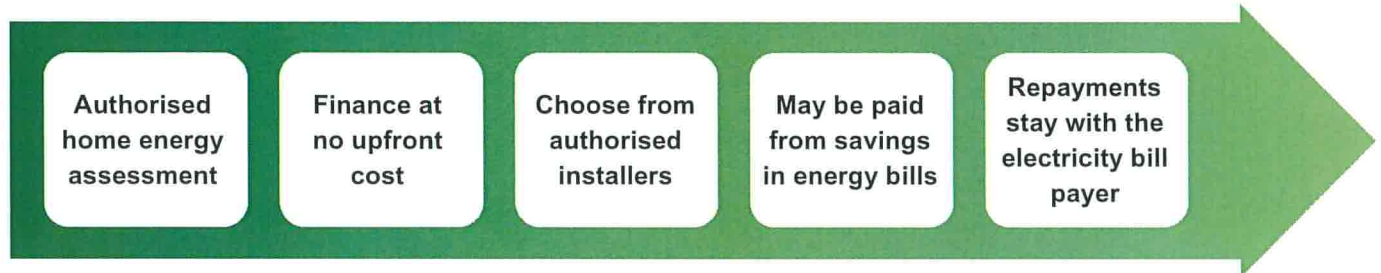 Authorised
home energy
assessment
Finance at
no upfront
cost
Choose from
authorised
installers
May be paid
from savings
in energy bills
Repayments
stay with the
electricity bill
payer